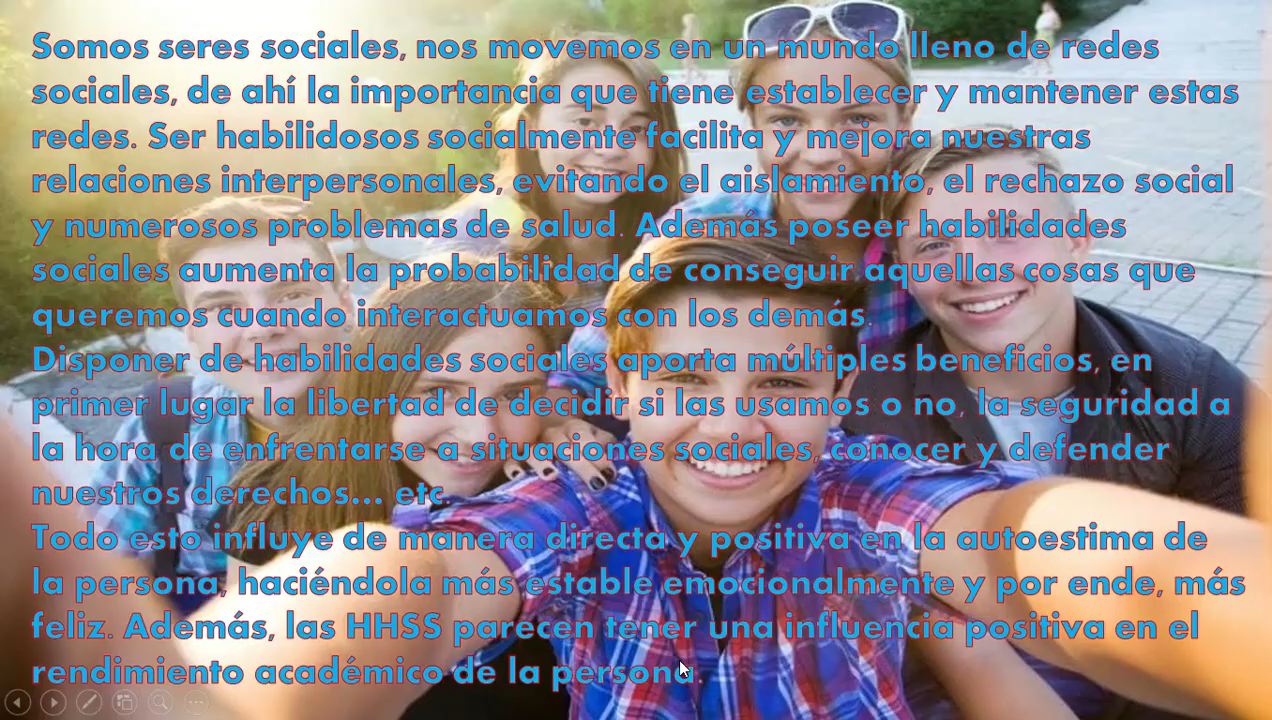 Somos seres sociales, nos movemos en un mundo lleno de redes
sociales, de ahí la importancia que tiene establecer y mantener estas
redes. Ser habilidosos socialmente facilita y mejora nuestras
relaciones interpersonales, evitando el aislamiento, el rechazo social
y numerosos problemas de salud. Además poseer habilidades
sociales aumenta la probabilidad de conseguir aquellas cosas que
queremos cuando interactuamos con los demás.
Disponer de habilidades sociales aporta múltiples beneficios, en
primer lugar la libertad de decidir si las usamos o no, la seguridad a
la hora de enfrentarse a situaciones sociales, conocer y defender
nuestros derechos... etc.
Todo esto influye de manera directa y positiva en la autoestima de
la persona, haciéndola más estable emocionalmente y por ende, más
feliz. Además, las HHSS parecen tener una influencia positiva en el
rendimiento académico de la persona.